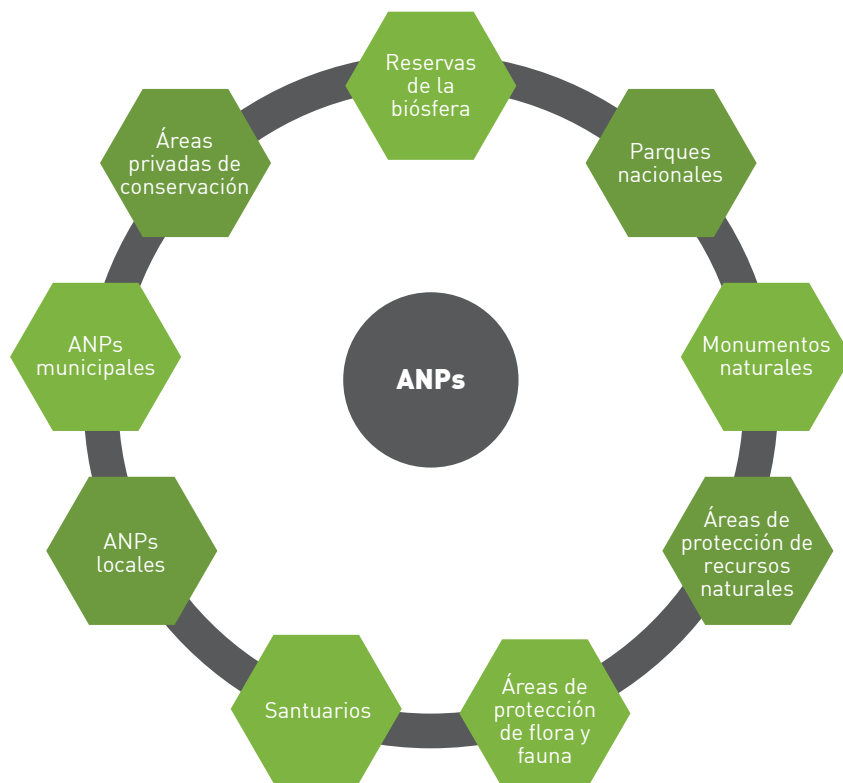 Reservas
de la
biósfera
Parques
nacionales
Monumentos
naturales
Áreas de
protección de
recursos
naturales
Áreas de
protección
de flora y
fauna
Santuarios
ANPs
locales
ANPs
municipales
Áreas
privadas de
conservación
ANPs